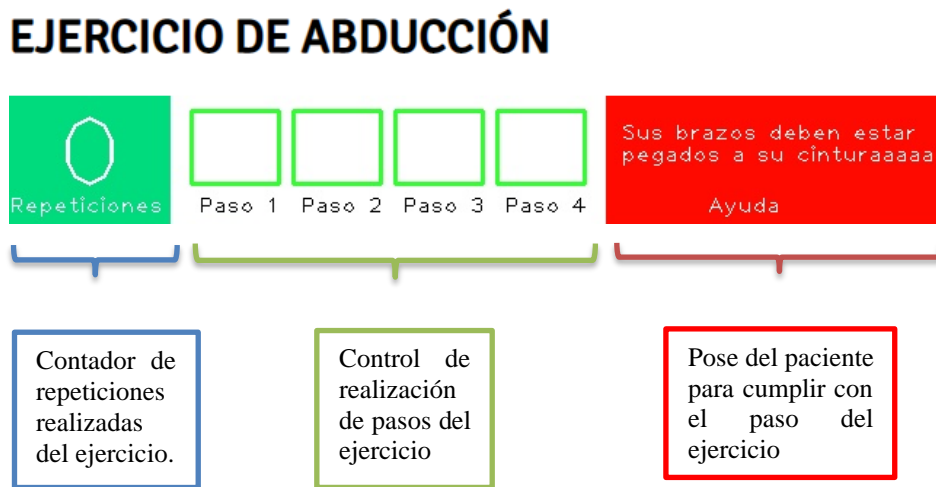 EJERCICIO DE ABDUCCIÓN
0
Repeticiones
Paso 1 Paso 2 Paso 3 Paso 4
Sus brazos deben estar
pegados a su cinturaaaaa
Ayuda
Contador de
repeticiones
realizadas
del ejercicio.
Control de
realización
de pasos del
ejercicio
Pose del paciente
para cumplir con
el paso del
ejercicio